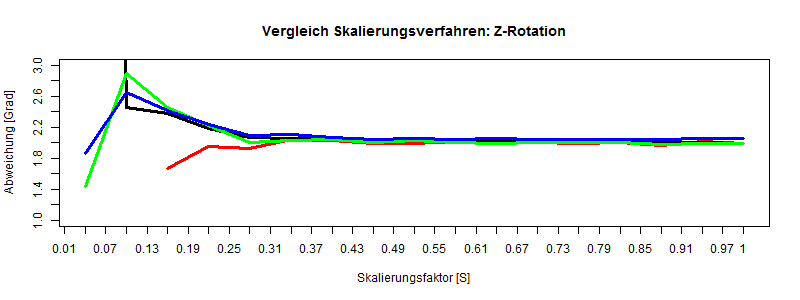 Vergleich Skalierungsverfahren: Z-Rotation
Abweichung [Grad]
3.0
2.6
2.2
1.8
1.4
1.0
0.01 0.07 0.13 0.19 0.25 0.31 0.37 0.43 0.49 0.55 0.61 0.67 0.73 0.79 0.85 0.91 0.97 1
Skalierungsfaktor [S]